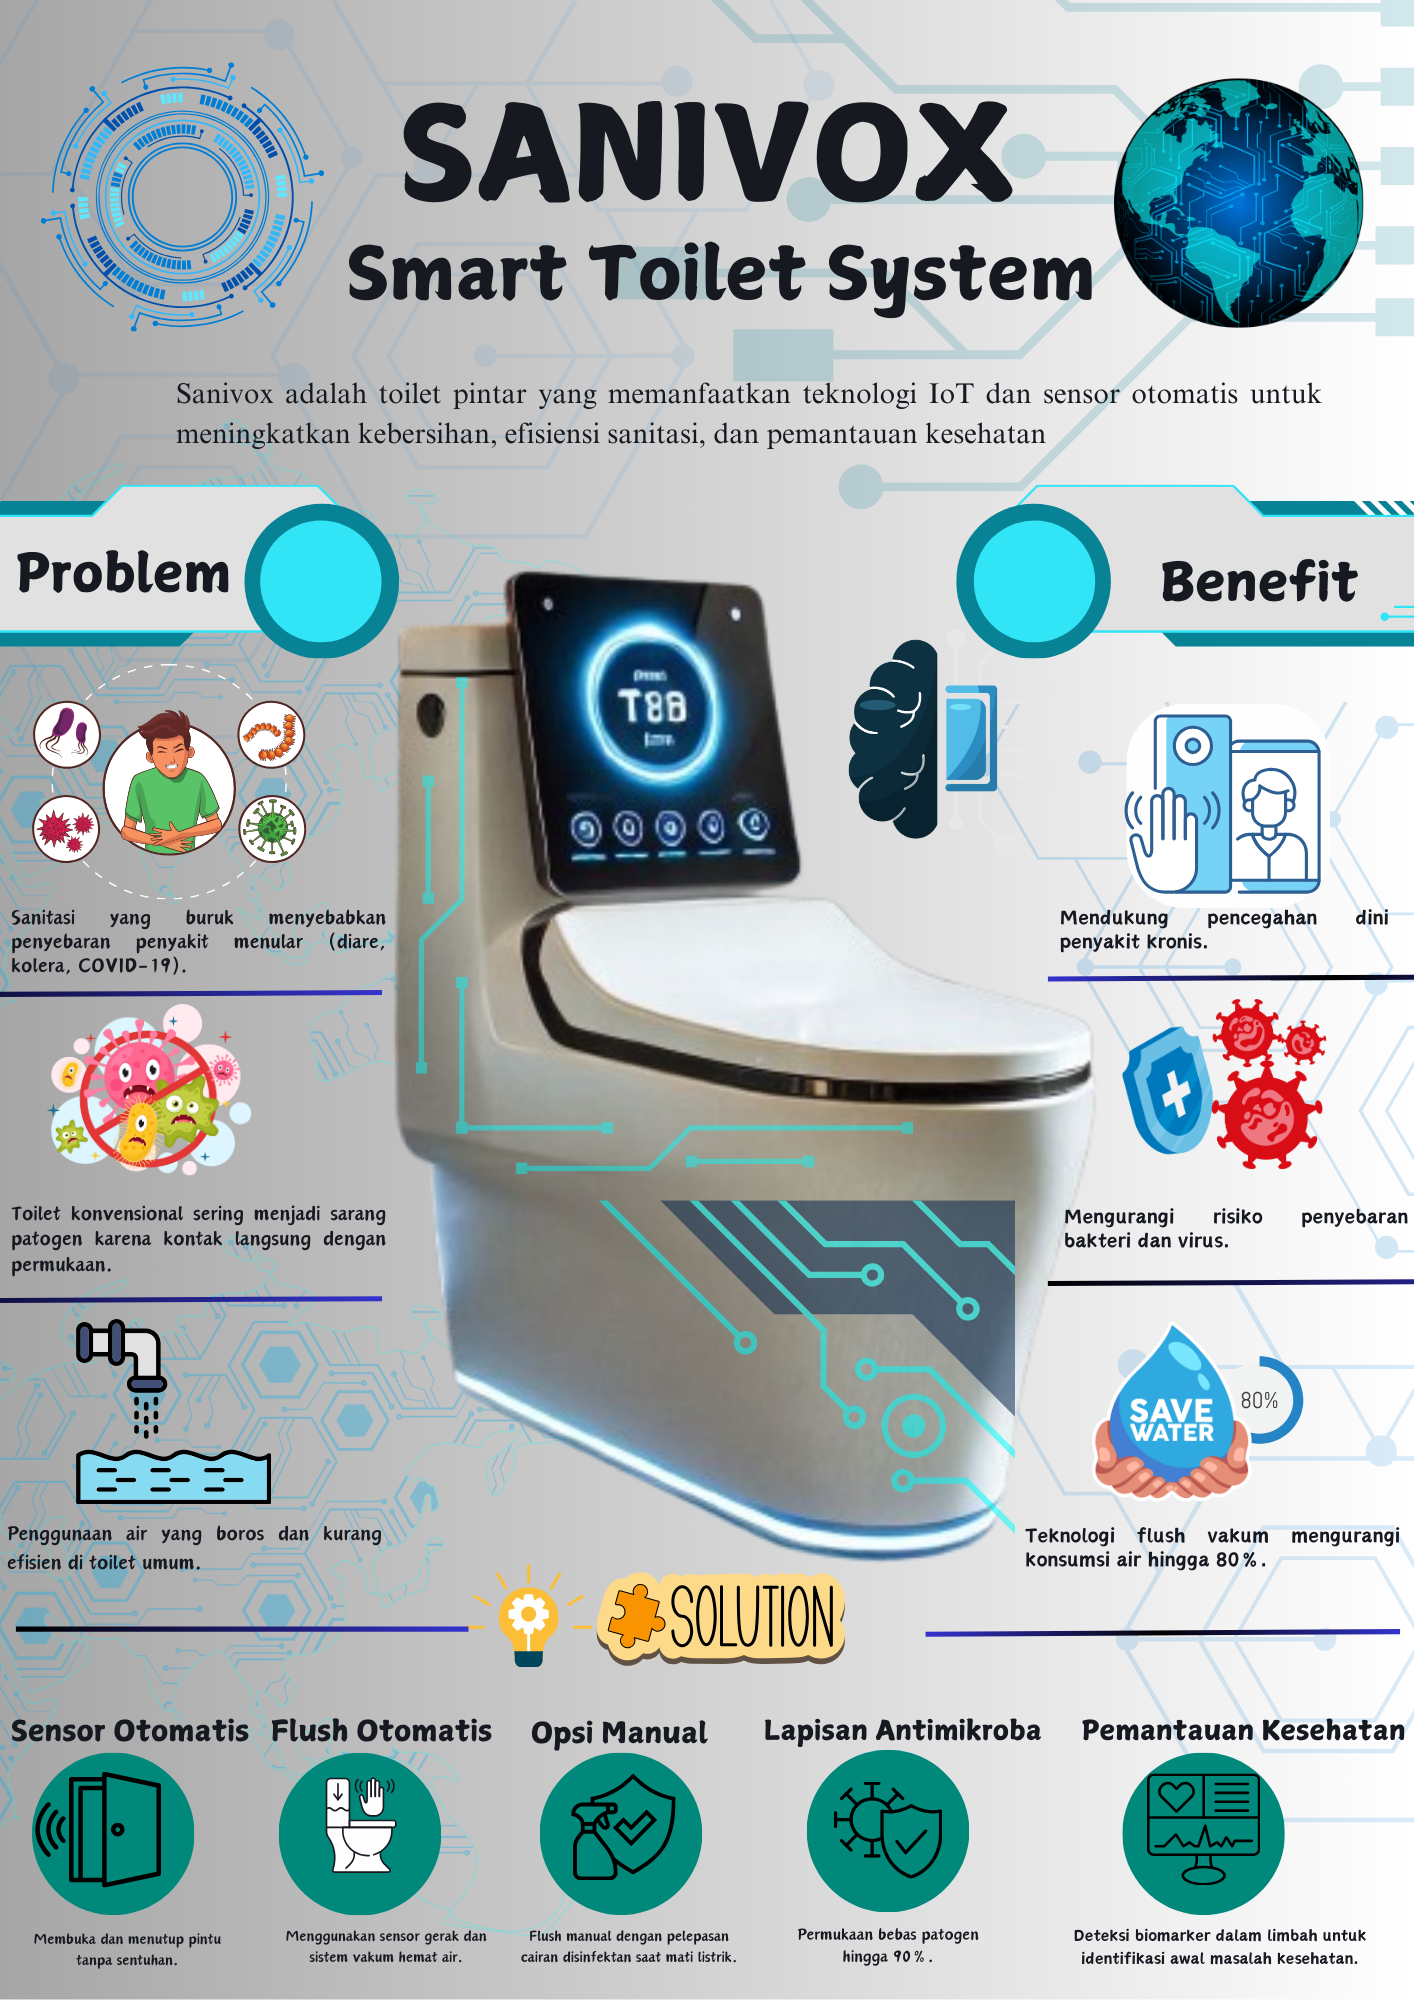 SANIVOX
Smart Toilet System
Sanivox adalah toilet pintar yang memanfaatkan teknologi IoT dan sensor otomatis untuk
meningkatkan kebersihan, efisiensi sanitasi, dan pemantauan kesehatan
Problem
Sanitasi yang buruk menyebabkan
penyebaran penyakit menular (diare,
kolera, COVID-19).
Toilet konvensional sering menjadi sarang
patogen karena kontak langsung dengan
permukaan.
Penggunaan air yang boros dan kurang
efisien di toilet umum.
T88
Benefit
Mendukung pencegahan dini
penyakit kronis.
Mengurangi risiko penyebaran
bakteri dan virus.
SAVE
WATER
80%
Teknologi flush vakum mengurangi
konsumsi air hingga 80%.
SOLUTION
Sensor Otomatis
Membuka dan menutup pintu
tanpa sentuhan.
Flush Otomatis
Menggunakan sensor gerak dan
sistem vakum hemat air.
Opsi Manual
Flush manual dengan pelepasan
cairan disinfektan saat mati listrik.
Lapisan Antimikroba
Permukaan bebas patogen
hingga 90%.
Pemantauan Kesehatan
Deteksi biomarker dalam limbah untuk
identifikasi awal masalah kesehatan.